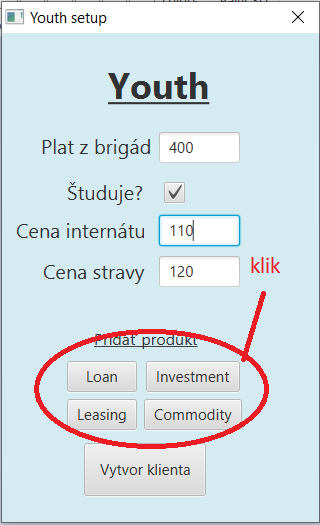 Youth setup
Youth
Plat z brigád 400
Študuje?
Cena internátu 110
Cena stravy 120
klik
Pridať produkt
Loan Investment
Leasing Commodity
Vytvor klienta